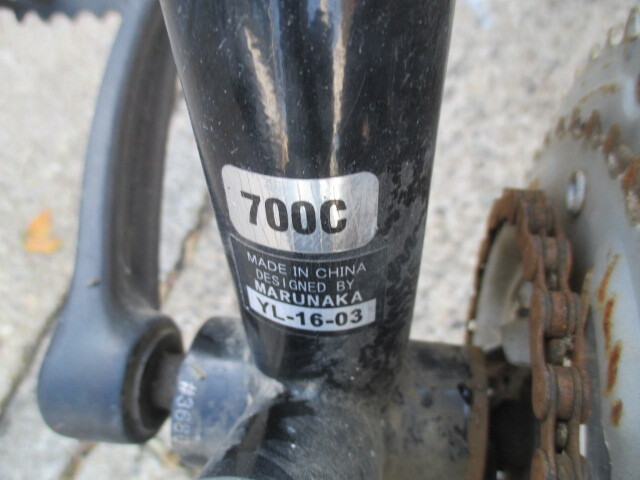 700C
MADE IN CHINA
DESIGNED BY
MARUNAKA
YL-16-03